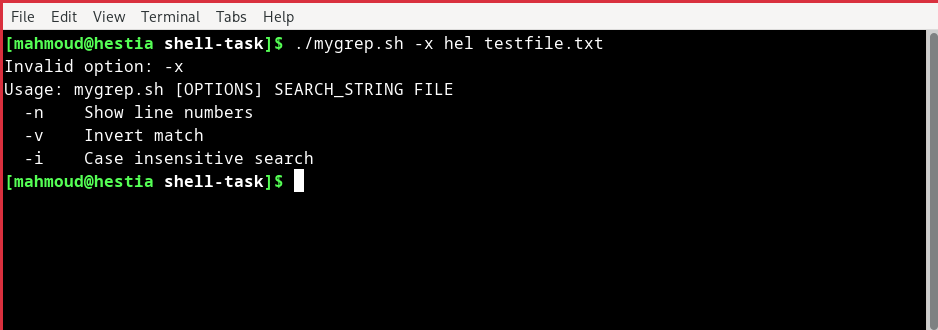 File Edit View Terminal Tabs Help
[mahmoud@hestia shell-task]$ ./mygrep.sh -x hel testfile.txt
Invalid option: -x
Usage: mygrep.sh [OPTIONS] SEARCH_STRING FILE
  -n    Show line numbers
  -v    Invert match
  -i    Case insensitive search
[mahmoud@hestia shell-task]$